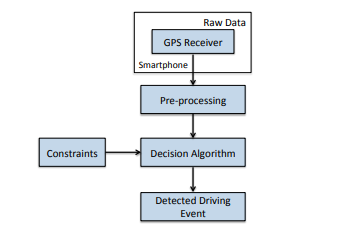 Raw Data
GPS Receiver
Smartphone
Pre-processing
Constraints
Decision Algorithm
Detected Driving
Event